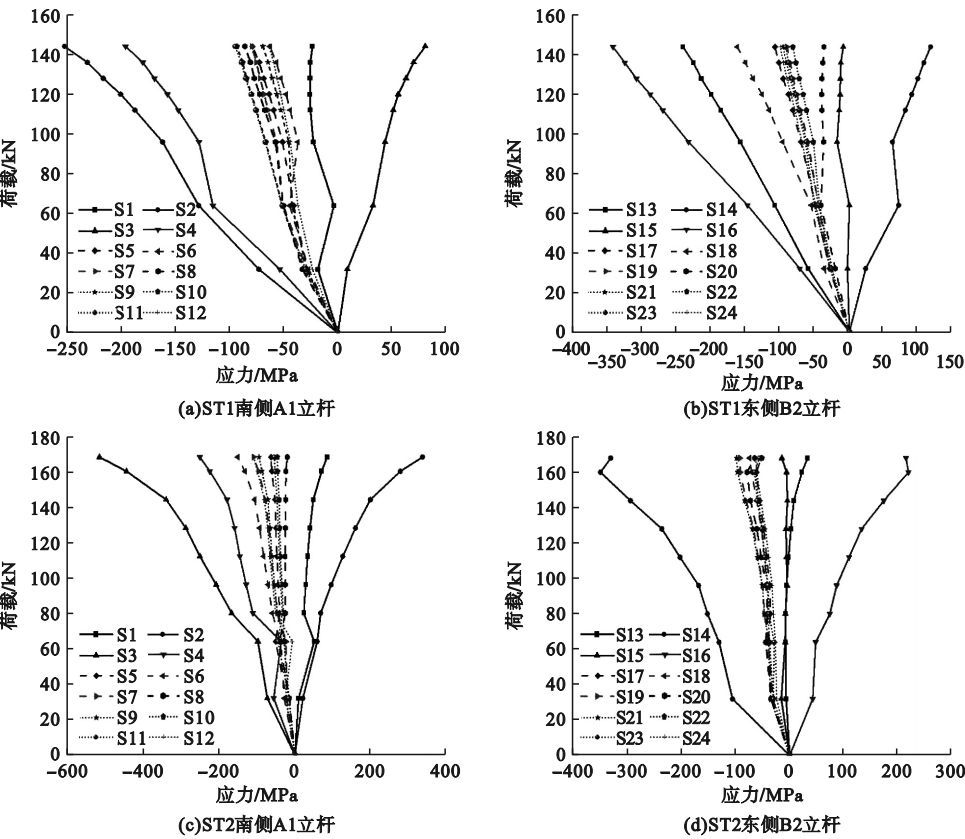 荷载/kN
160
140
120
100
80
60
40
20
0
S1 S2
S3 S4
S5 S6
S7 S8
S9 S10
S11 S12
−250 −200 −150 −100 −50 0 50 100
应力/MPa
(a)ST1南侧A1立杆
荷载/kN
160
140
120
100
80
60
40
20
0
S13 S14
S15 S16
S17 S18
S19 S20
S21 S22
S23 S24
−400 −300 −200 −100 0 100
−350 −250 −150 −50 50 150
应力/MPa
(b)ST1东侧B2立杆
荷载/kN
180
160
140
120
100
80
60
40
20
0
S1 S2
S3 S4
S5 S6
S7 S8
S9 S10
S11 S12
−600 −400 −200 0 200 400
应力/MPa
(c)ST2南侧A1立杆
荷载/kN
180
160
140
120
100
80
60
40
20
0
S13 S14
S15 S16
S17 S18
S19 S20
S21 S22
S23 S24
−400 −300 −200 −100 0 100 200 300
应力/MPa
(d)ST2东侧B2立杆